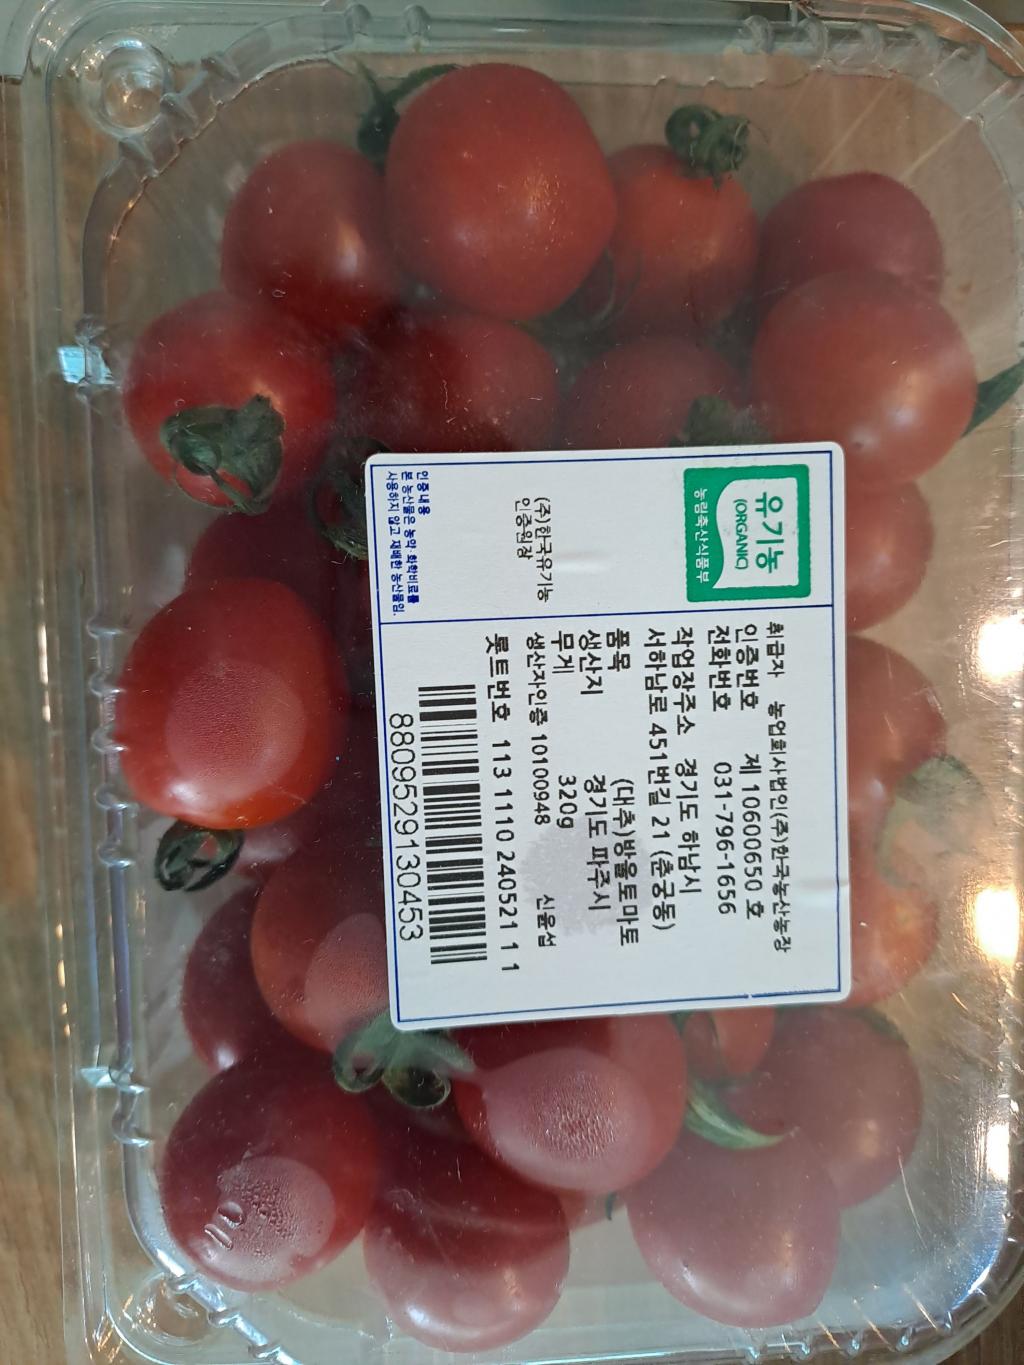 유기농
(ORGANIC)
농림축산식품부
(주)한국유기농
인증원장
인증내용
본 농산물은 농약·화학비료를
사용하지 않고 재배한 농산물임.
취급자 농업회사법인(주)한국농산농장
인증번호 제 10600650 호
전화번호 031-796-1656
작업장주소 경기도 하남시
서하남로 451번길 21 (춘궁동)
품목 (대추)방울토마토
생산지 경기도 파주시
무게 320g
생산자인증 10100948 신윤섭
롯트번호 113 1110 240521 1 1
8809529130453